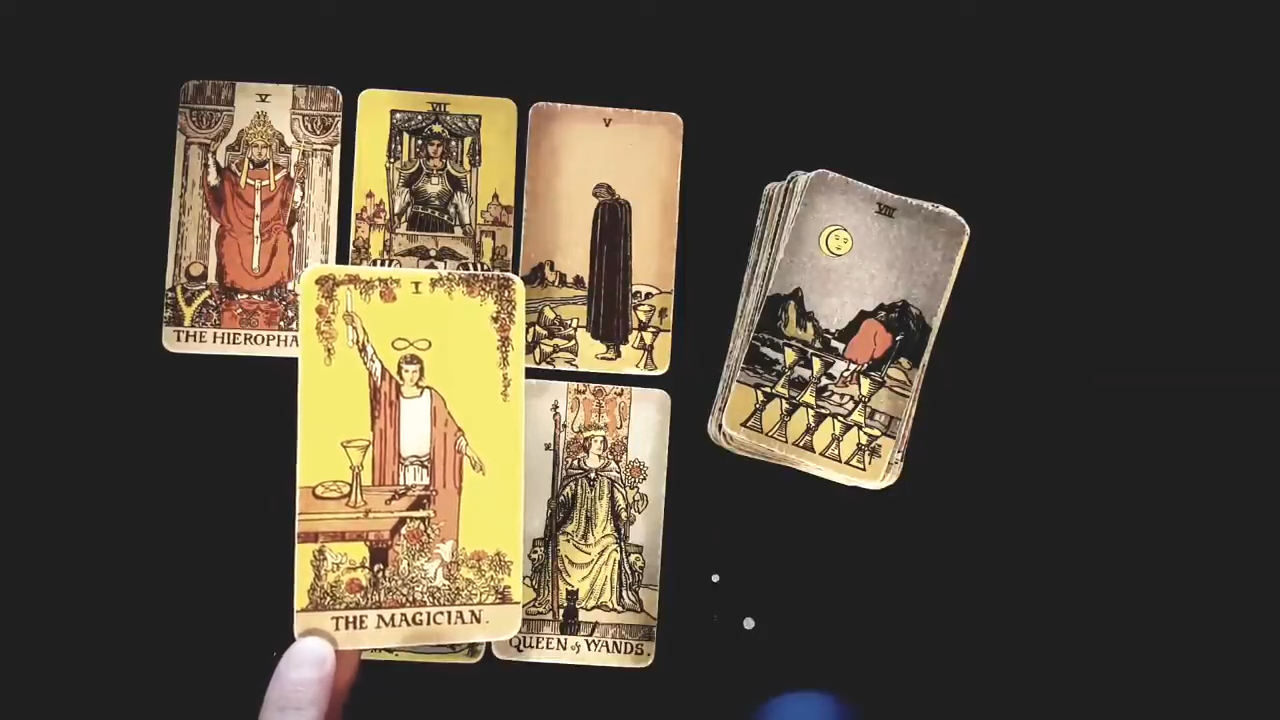 V
VII
V
THE HIEROPHA
I
THE MAGICIAN.
QUEEN of WANDS.
VIII